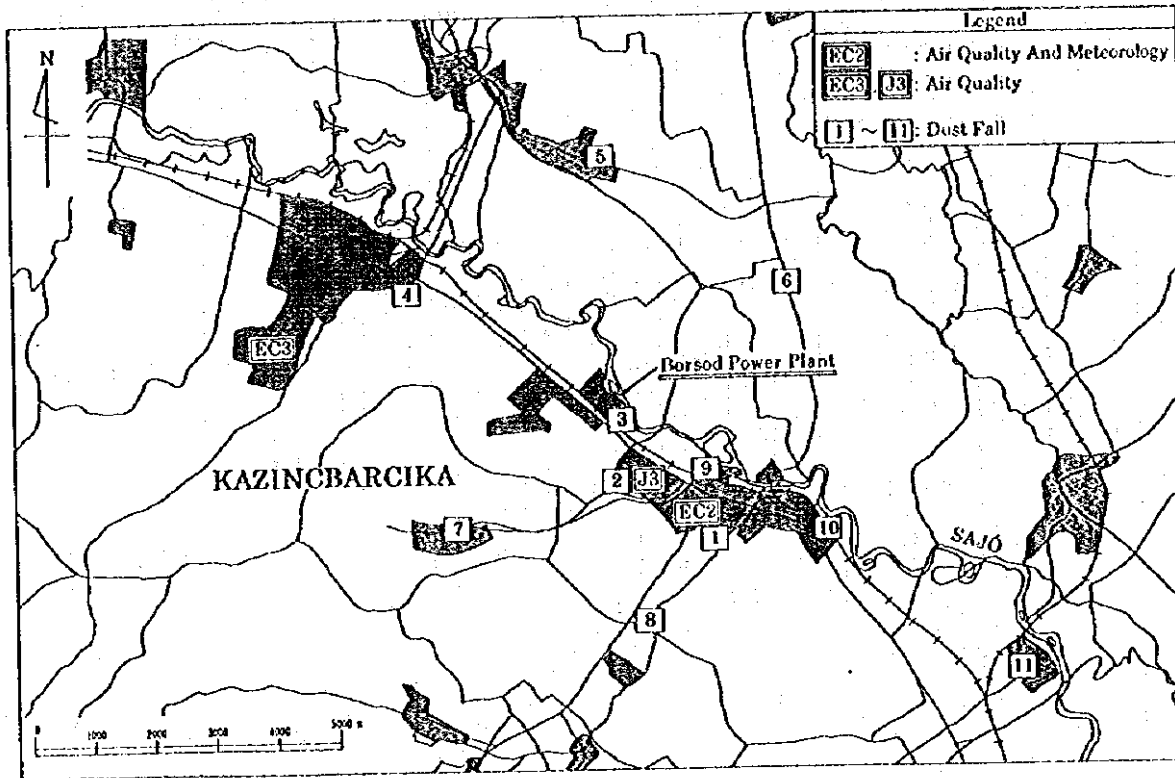 N
Legend
EC2 : Air Quality And Meteorology
EC3 , J3 : Air Quality
1 ~ 11 : Dust Fall
5
6
4
EC3
Borsod Power Plant
3
KAZINCBARCIKA
2 J3 9
EC2
7
1
10
SAJÓ
8
11
0 1000 2000 3000 4000 5000 m